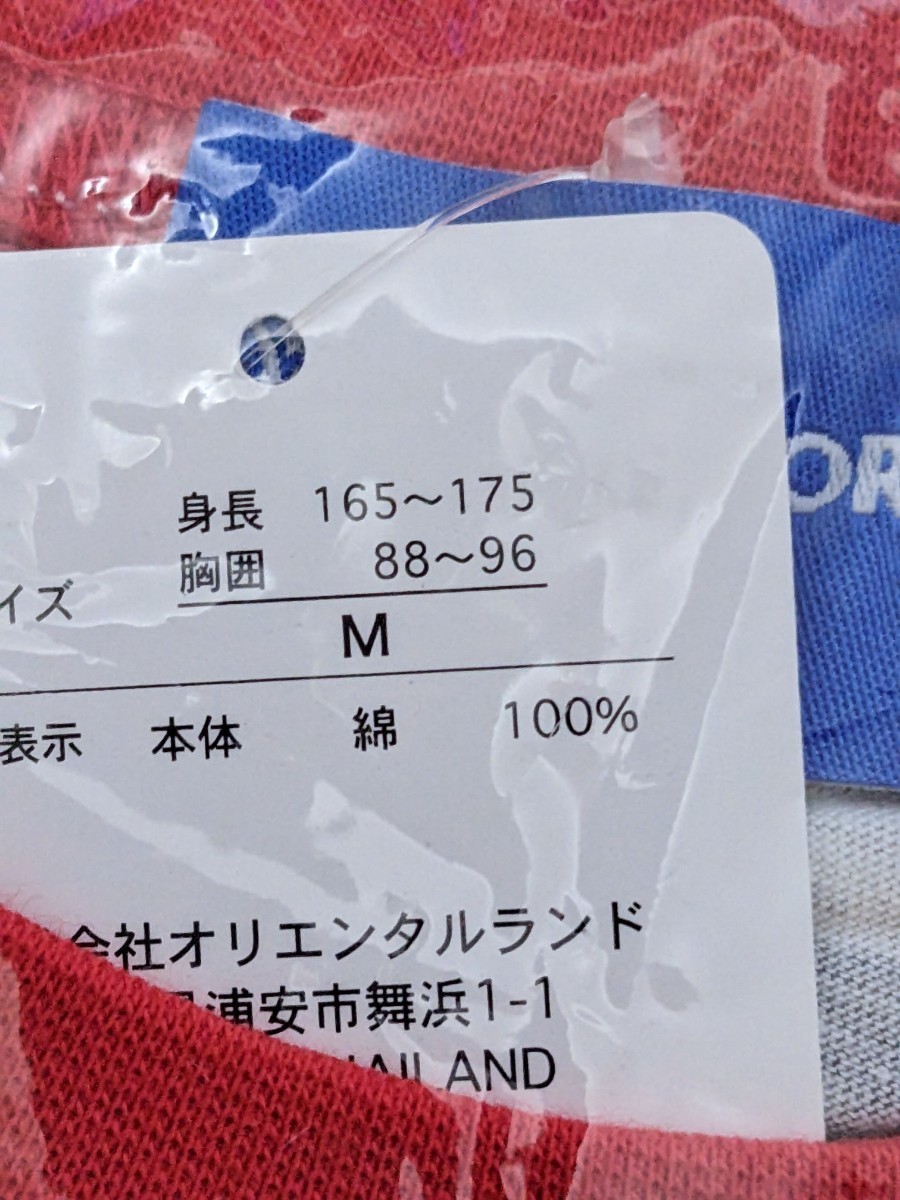 身長 165～175
胸囲 88～96
イズ
M
表示 本体 綿 100%
会社オリエンタルランド
浦安市舞浜1-1
AILAND
OR